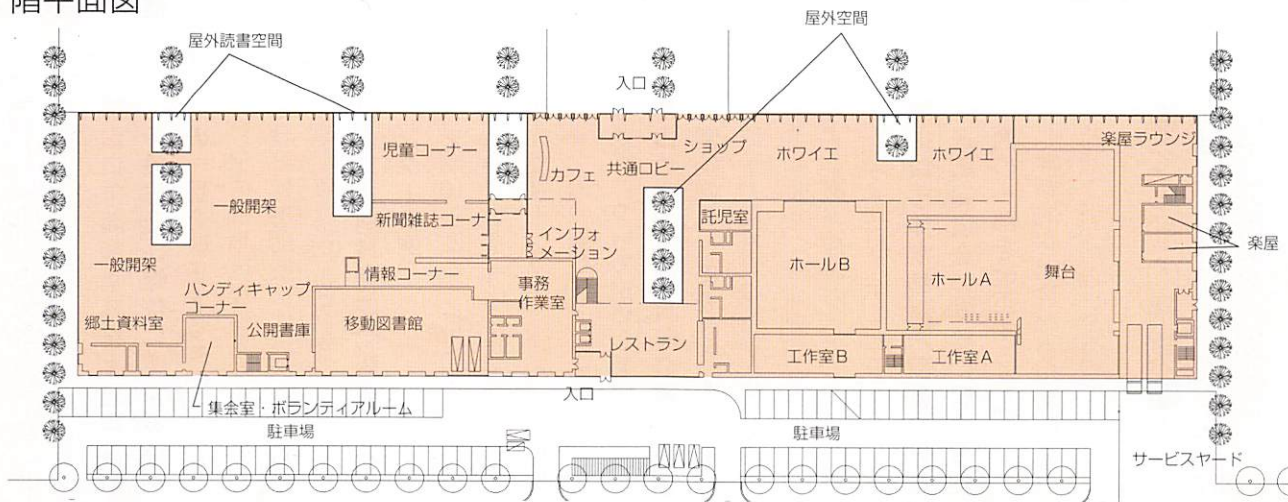 階平面図
屋外読書空間
屋外空間
入口
児童コーナー
カフェ
共通ロビー
ショップ
ホワイエ
ホワイエ
楽屋ラウンジ
一般開架
新聞雑誌コーナー
託児室
楽屋
インフォ
メーション
一般開架
情報コーナー
ホールB
ホールA
舞台
ハンディキャップ
コーナー
事務
作業室
郷土資料室
公開書庫
移動図書館
レストラン
工作室B
工作室A
入口
集会室・ボランティアルーム
駐車場
駐車場
サービスヤード